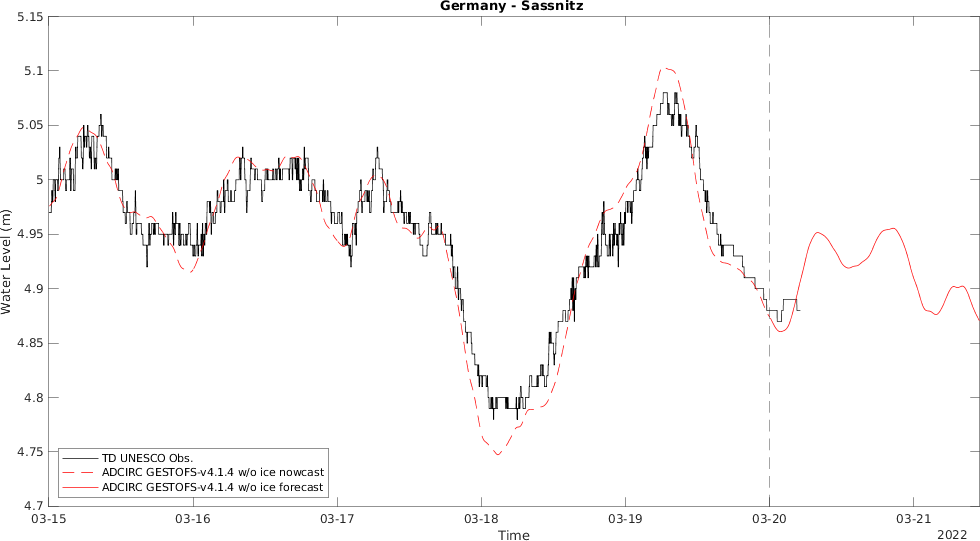 Germany - Sassnitz
5.15
5.1
5.05
5
4.95
4.9
4.85
4.8
4.75
4.7
Water Level (m)
TD UNESCO Obs.
ADCIRC GESTOFS-v4.1.4 w/o ice nowcast
ADCIRC GESTOFS-v4.1.4 w/o ice forecast
03-15 03-16 03-17 03-18 03-19 03-20 03-21
Time
2022